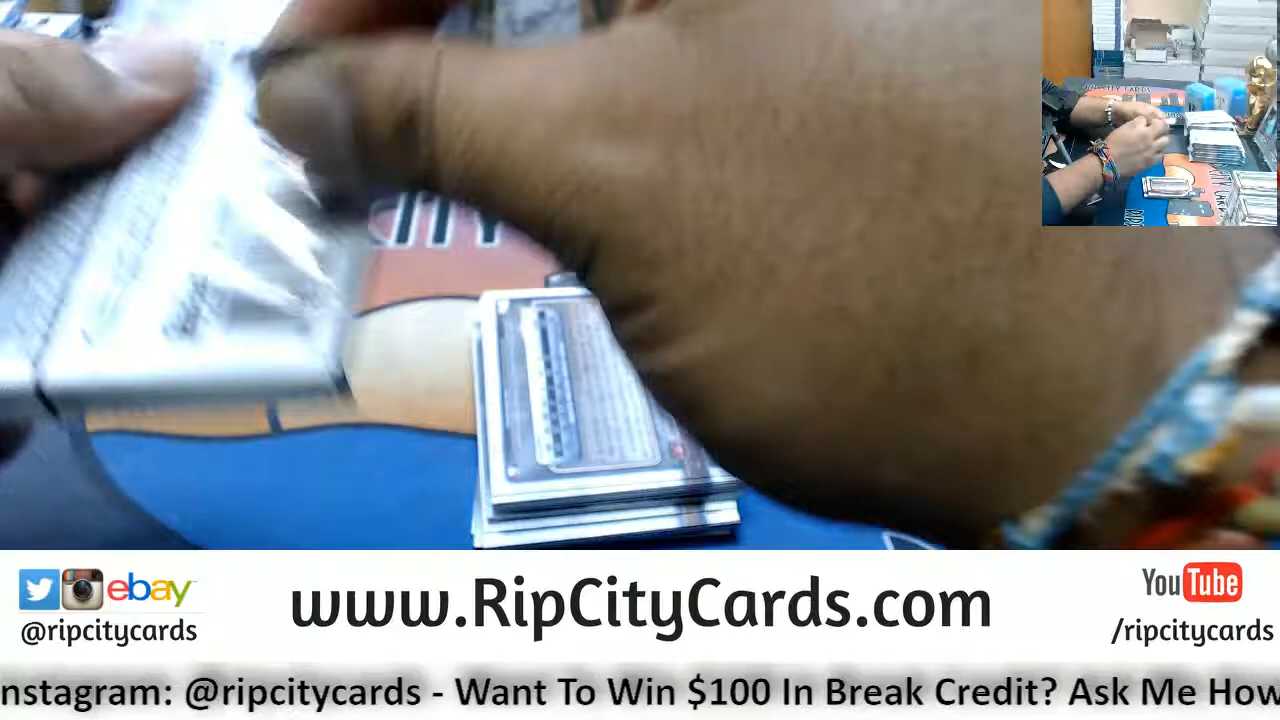 CITY
ebay
@ripcitycards
www.RipCityCards.com
YouTube
/ripcitycards
nstagram: @ripcitycards - Want To Win $100 In Break Credit? Ask Me How